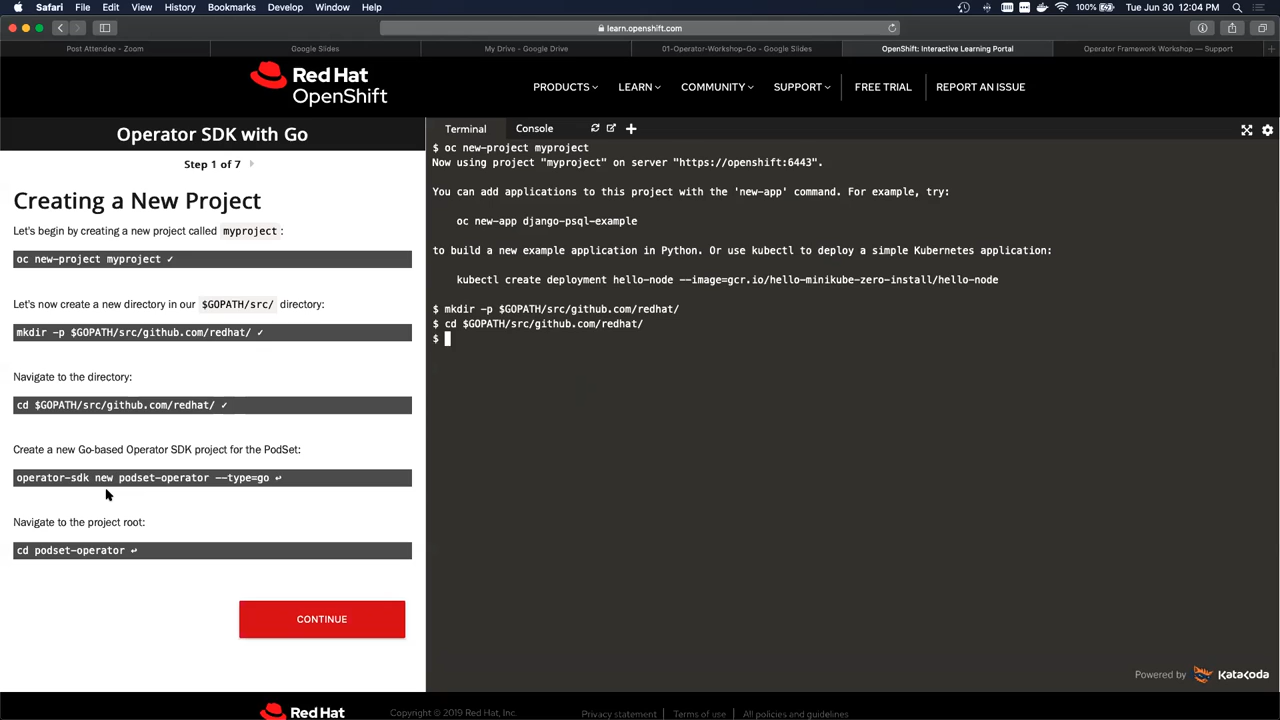 Safari File Edit View History Bookmarks Develop Window Help 100% Tue Jun 30 12:04 PM
learn.openshift.com
Post Attendee - Zoom Google Slides My Drive - Google Drive 01-Operator-Workshop-Go - Google Slides OpenShift: Interactive Learning Portal Operator Framework Workshop — Support
Red Hat
OpenShift
PRODUCTS LEARN COMMUNITY SUPPORT FREE TRIAL REPORT AN ISSUE
Operator SDK with Go
Step 1 of 7
Creating a New Project
Let's begin by creating a new project called myproject :
oc new-project myproject ✓
Let's now create a new directory in our $GOPATH/src/ directory:
mkdir -p $GOPATH/src/github.com/redhat/ ✓
Navigate to the directory:
cd $GOPATH/src/github.com/redhat/ ✓
Create a new Go-based Operator SDK project for the PodSet:
operator-sdk new podset-operator --type=go ↩
Navigate to the project root:
cd podset-operator ↩
CONTINUE
Terminal Console
$ oc new-project myproject
Now using project "myproject" on server "https://openshift:6443".
You can add applications to this project with the 'new-app' command. For example, try:
oc new-app django-psql-example
to build a new example application in Python. Or use kubectl to deploy a simple Kubernetes application:
kubectl create deployment hello-node --image=gcr.io/hello-minikube-zero-install/hello-node
$ mkdir -p $GOPATH/src/github.com/redhat/
$ cd $GOPATH/src/github.com/redhat/
$
Powered by Katacoda
Red Hat Copyright © 2019 Red Hat, Inc. Privacy statement Terms of use All policies and guidelines